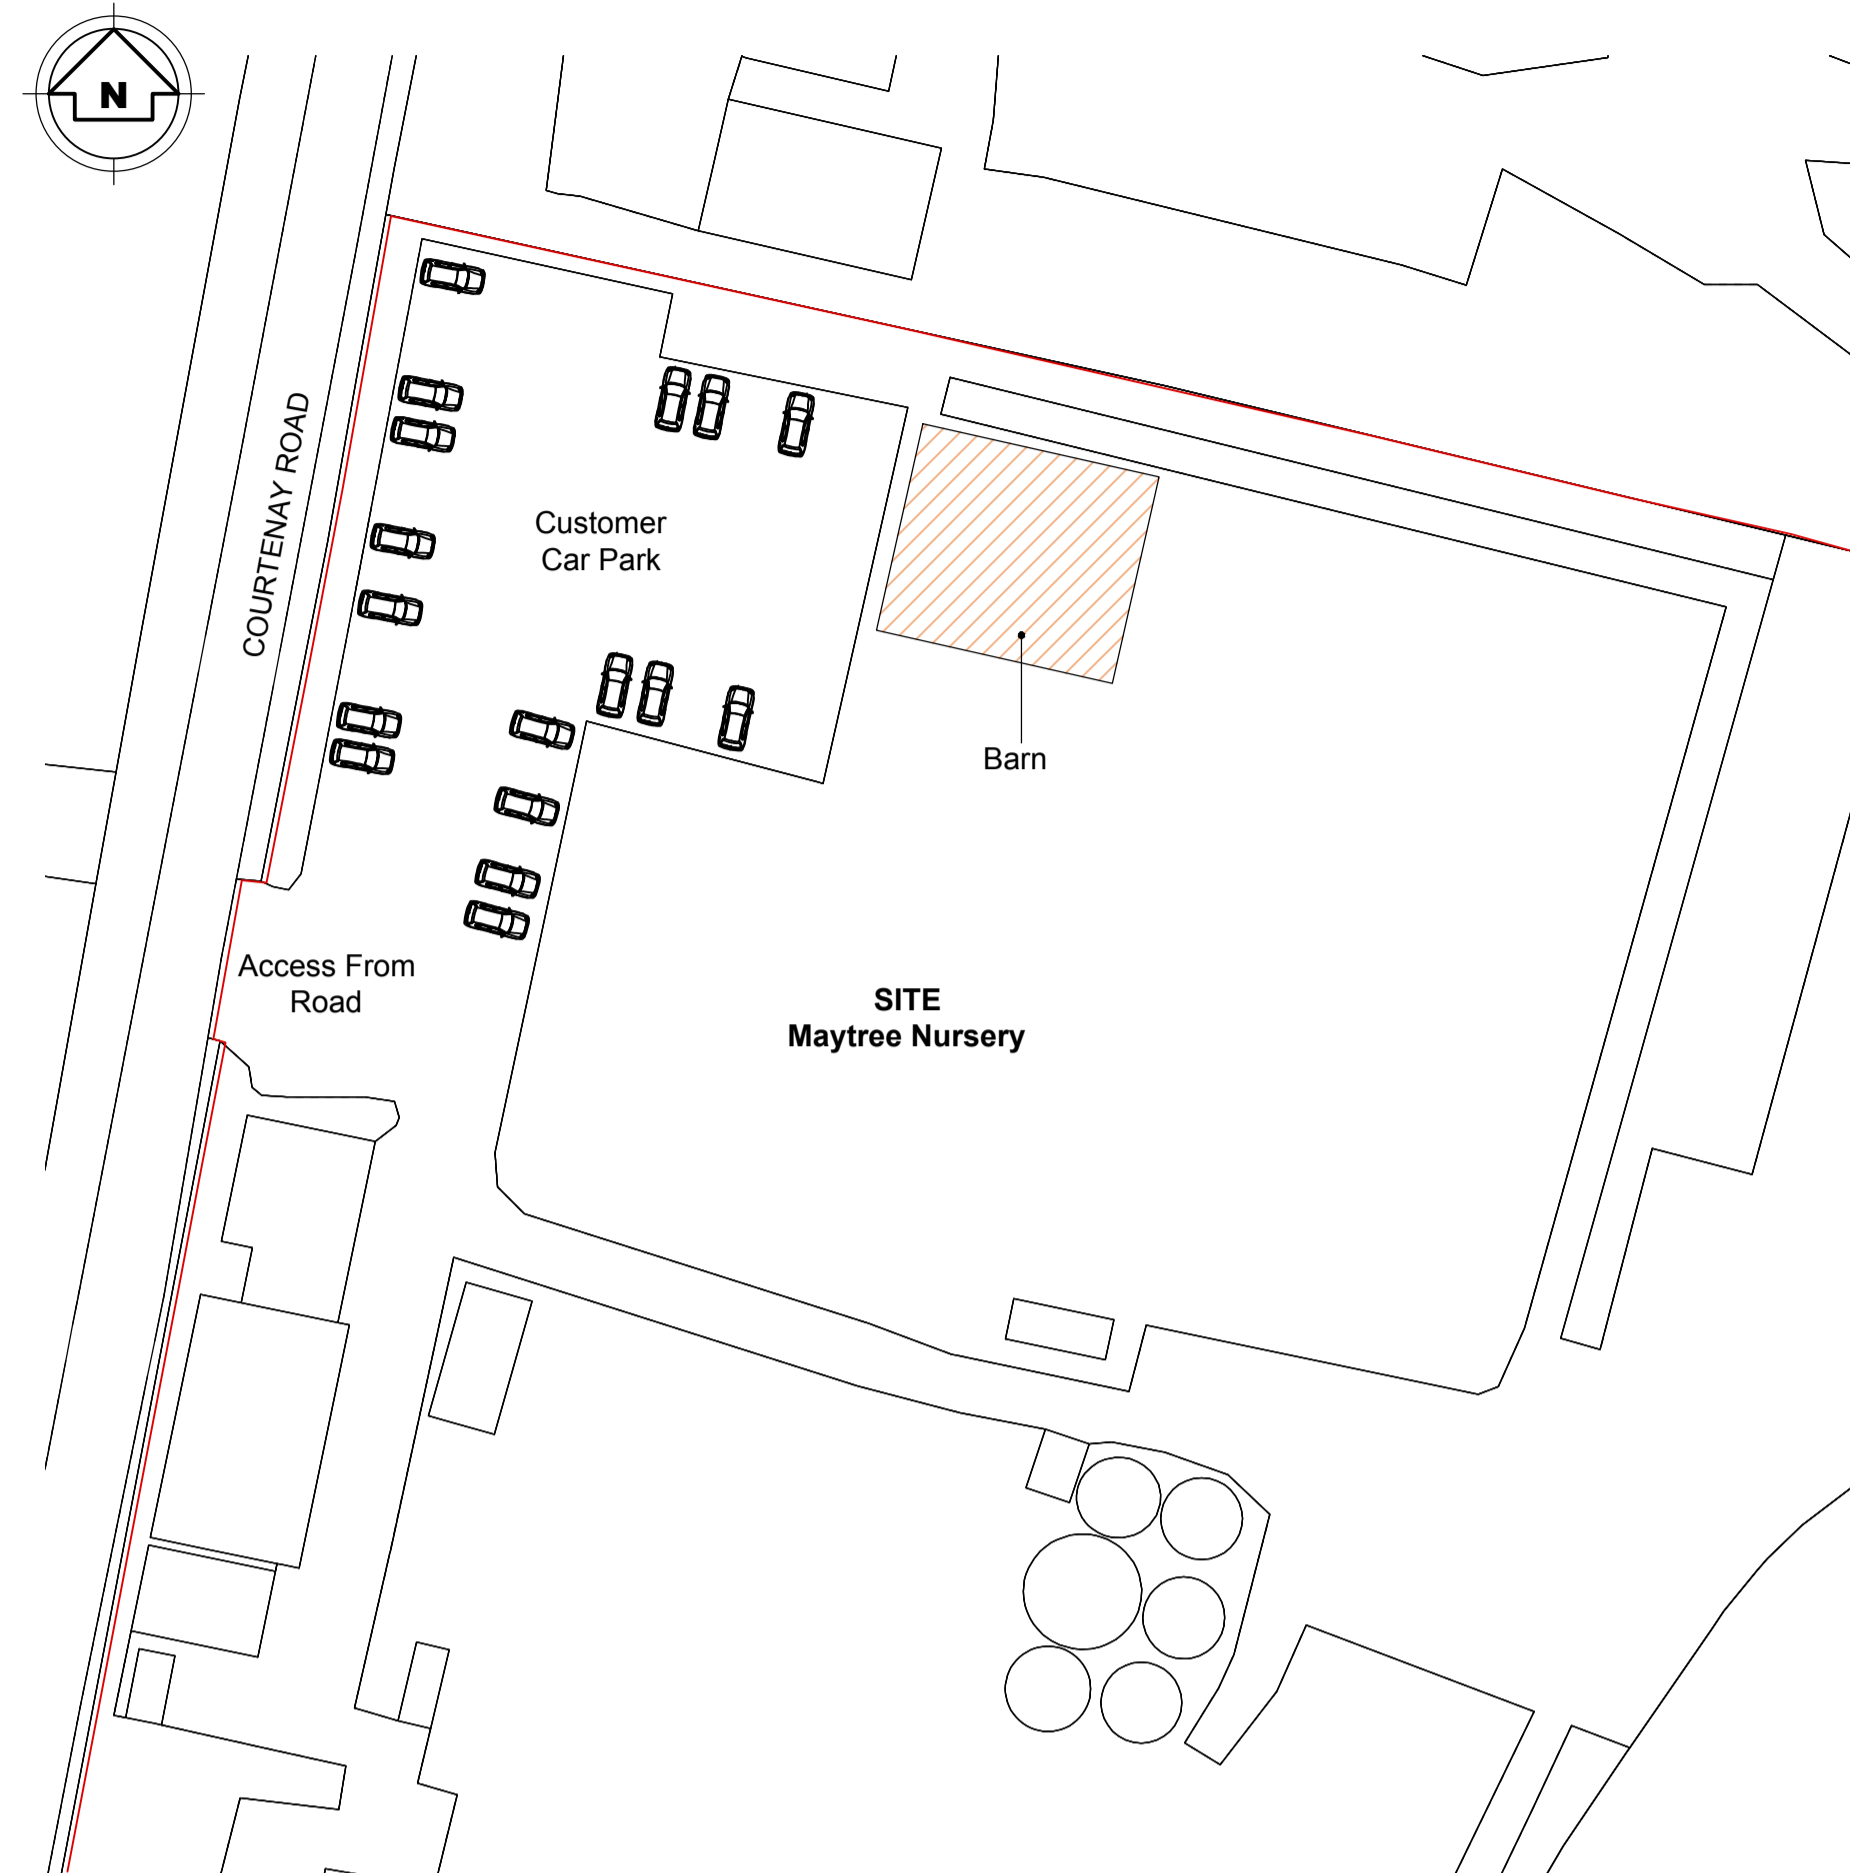 N
COURTENAY ROAD
Customer
Car Park
Barn
Access From
Road
SITE
Maytree Nursery